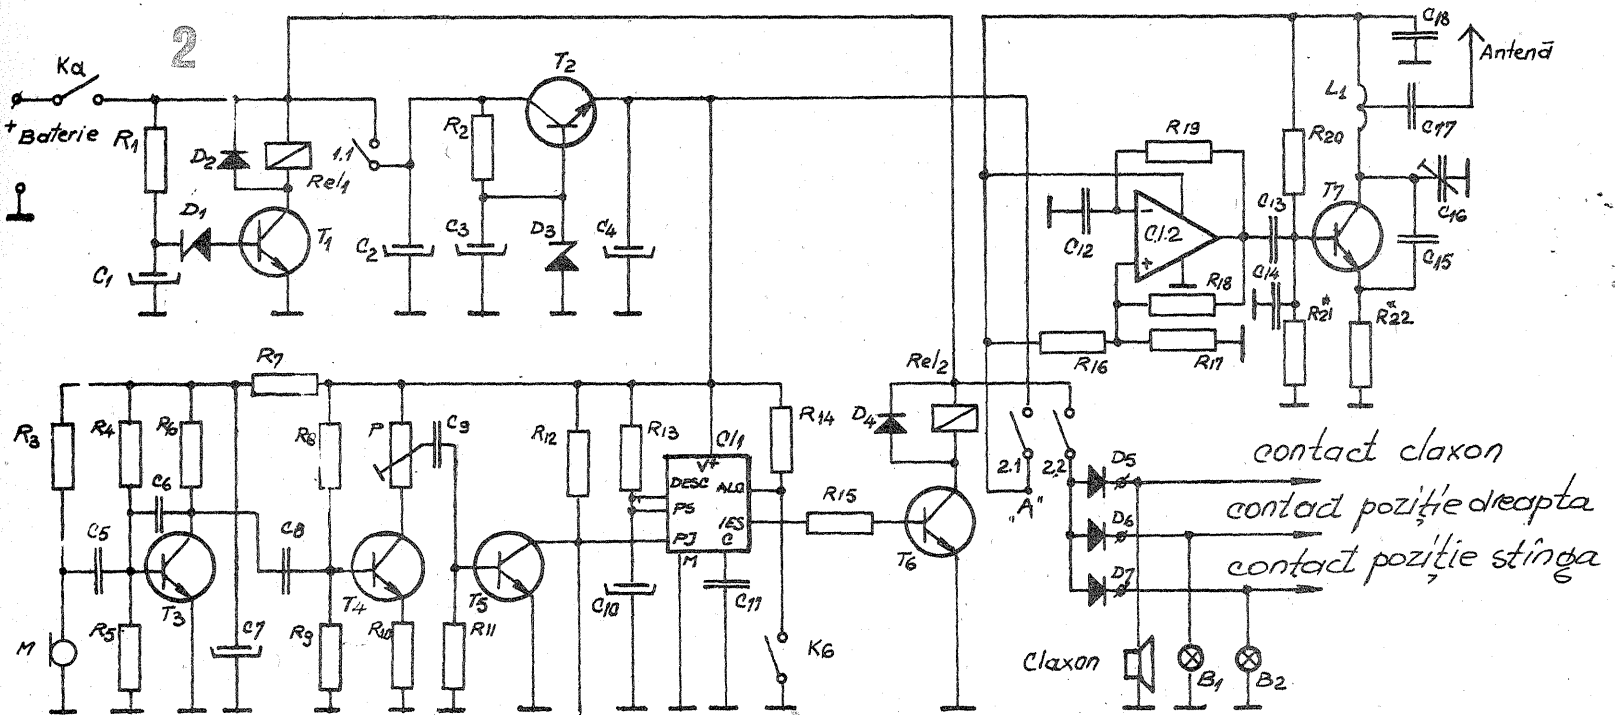 2
Ka
+ Baterie
R1
C1
D1
D2
Rel1
T1
1.1
C2
R2
T2
C3
D3
C4
C18
Antenă
L1
C17
R19
R20
T7
C16
C15
C12
C.I.2
C13
C14
R18
R21*
R22*
R16
R17
R7
R3
R4
R6
C6
C5
T3
R5
M
C7
R8
P
C9
C8
T4
R9
R10
T5
R11
R12
R13
C.I.1
V+
DESC
ALO
PS
IES
PJ
C
M
R14
C10
C11
K6
R15
T6
Rel2
D4
2.1
2.2
"A"
D5
D6
D7
contact claxon
contact poziție dreapta
contact poziție stînga
Claxon
B1
B2